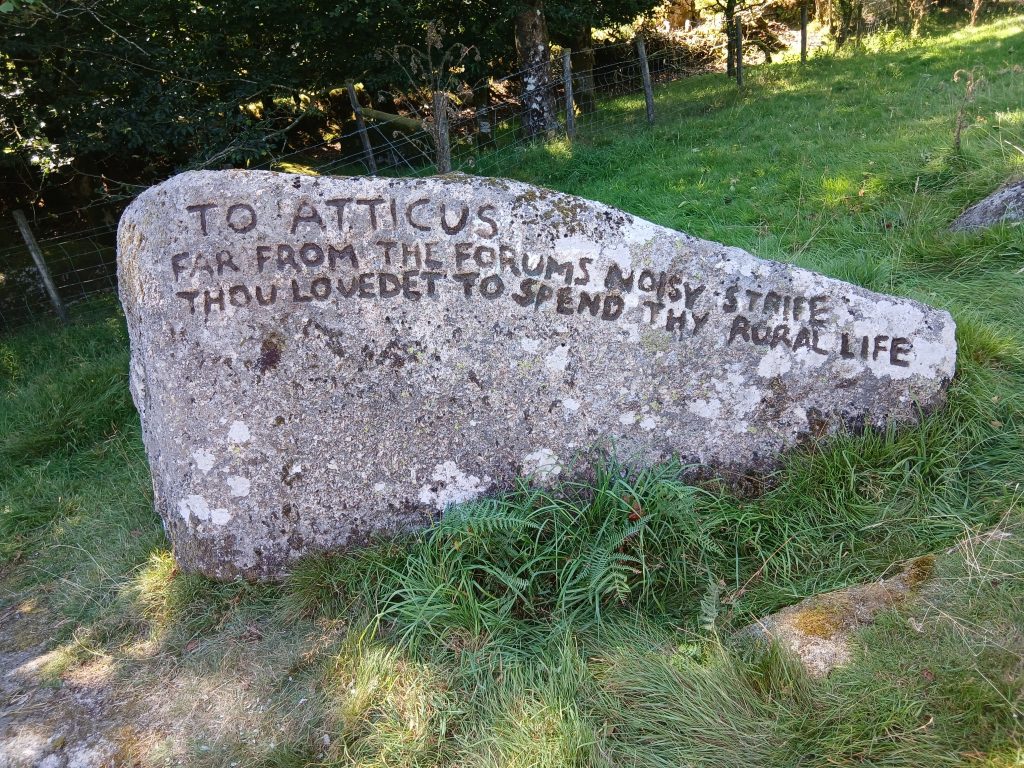 TO ATTICUS
FAR FROM THE FORUMS NOISY STRIFE
THOU LOVEDET TO SPEND THY RURAL LIFE